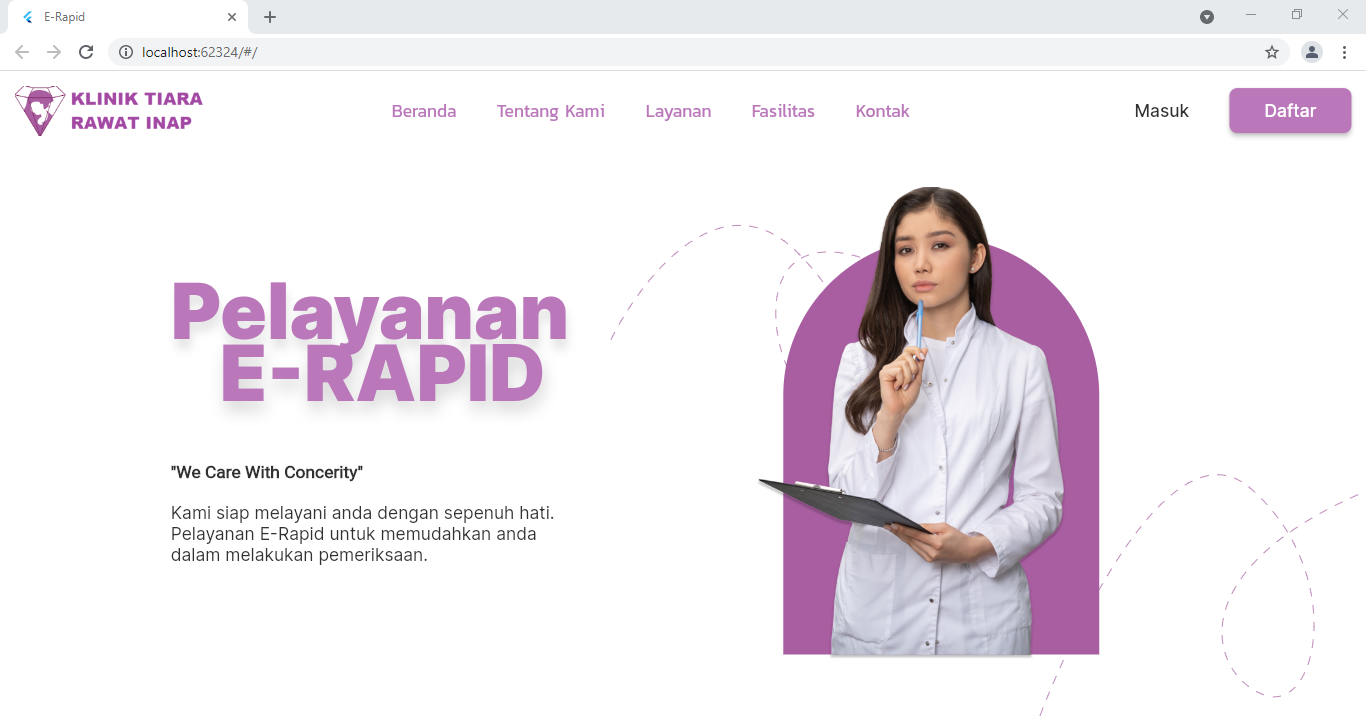 E-Rapid
localhost:62324/#/
KLINIK TIARA
RAWAT INAP
Beranda
Tentang Kami
Layanan
Fasilitas
Kontak
Masuk
Daftar
Pelayanan
E-RAPID
"We Care With Concerity"
Kami siap melayani anda dengan sepenuh hati.
Pelayanan E-Rapid untuk memudahkan anda
dalam melakukan pemeriksaan.